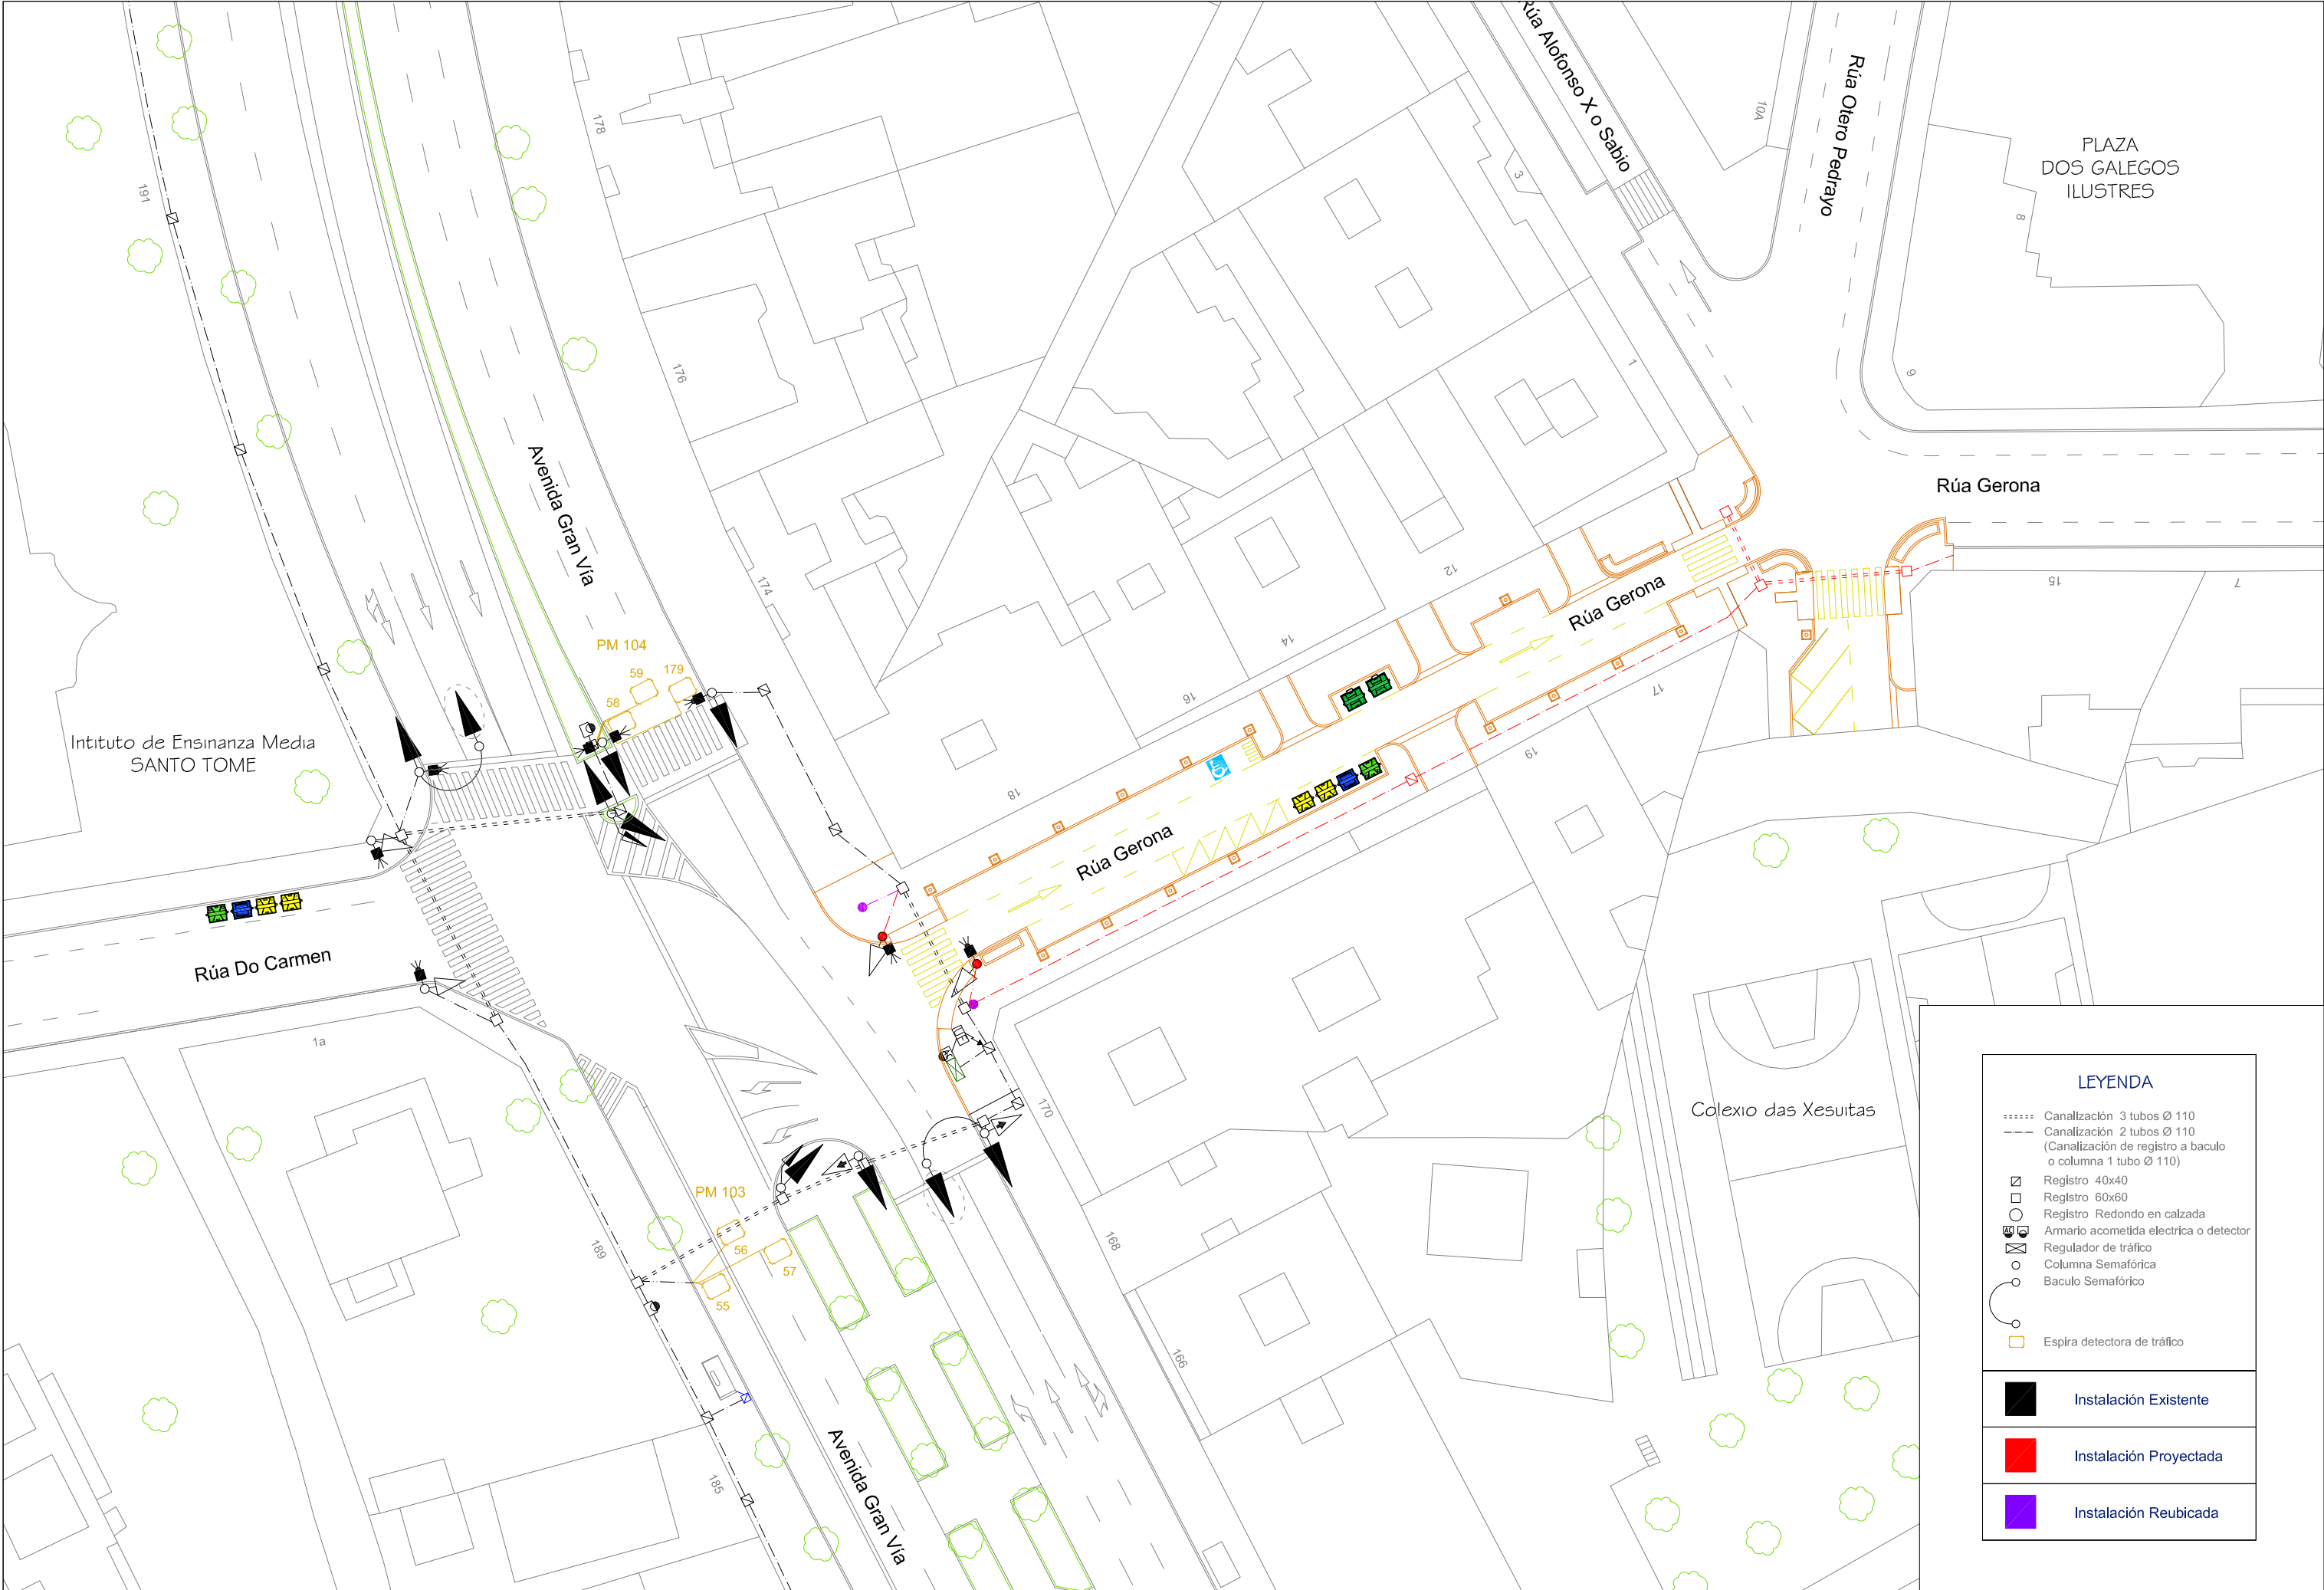 Rúa Alofonso X o Sabio
Rúa Otero Pedrayo
PLAZA
DOS GALEGOS
ILUSTRES
10A
178
191
3
8
176
1
9
Avenida Gran Vía
Rúa Gerona
174
12
15
7
PM 104
59
179
58
14
Rúa Gerona
16
17
Intituto de Ensinanza Media
SANTO TOME
19
18
Rúa Gerona
Rúa Do Carmen
1a
AC
170
Colexio das Xesuitas
PM 103
56
57
55
189
168
166
185
Avenida Gran Vía
LEYENDA
Canalización 3 tubos Ø 110
Canalización 2 tubos Ø 110
(Canalización de registro a baculo
o columna 1 tubo Ø 110)
Registro 40x40
Registro 60x60
Registro Redondo en calzada
AC
Armario acometida electrica o detector
Regulador de tráfico
Columna Semafórica
Baculo Semafórico
Espira detectora de tráfico
Instalación Existente
Instalación Proyectada
Instalación Reubicada